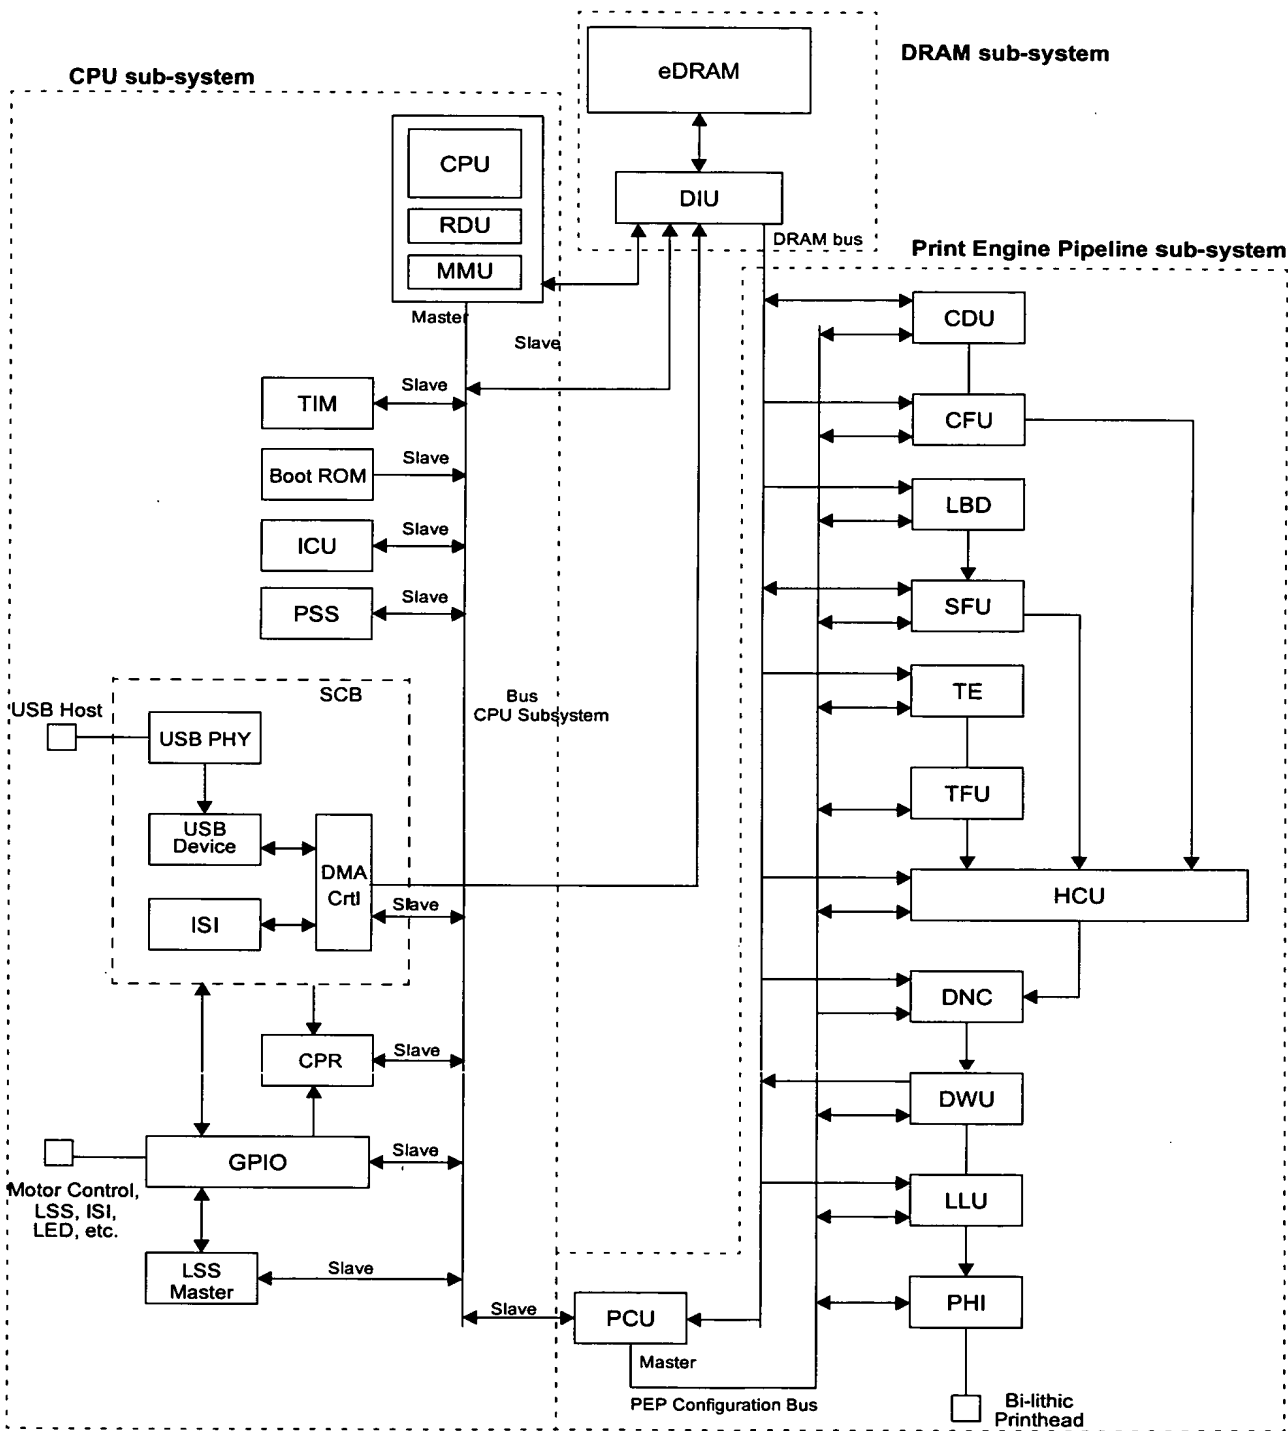 CPU sub-system
DRAM sub-system
eDRAM
DIU
DRAM bus
CPU
RDU
MMU
Master
Slave
TIM
Slave
Boot ROM
Slave
ICU
Slave
PSS
Slave
Bus
CPU Subsystem
SCB
USB Host
USB PHY
USB
Device
DMA
Crtl
Slave
ISI
CPR
Slave
GPIO
Slave
Motor Control,
LSS, ISI,
LED, etc.
LSS
Master
Slave
Slave
PCU
Master
PEP Configuration Bus
Print Engine Pipeline sub-system
CDU
CFU
LBD
SFU
TE
TFU
HCU
DNC
DWU
LLU
PHI
Bi-lithic
Printhead